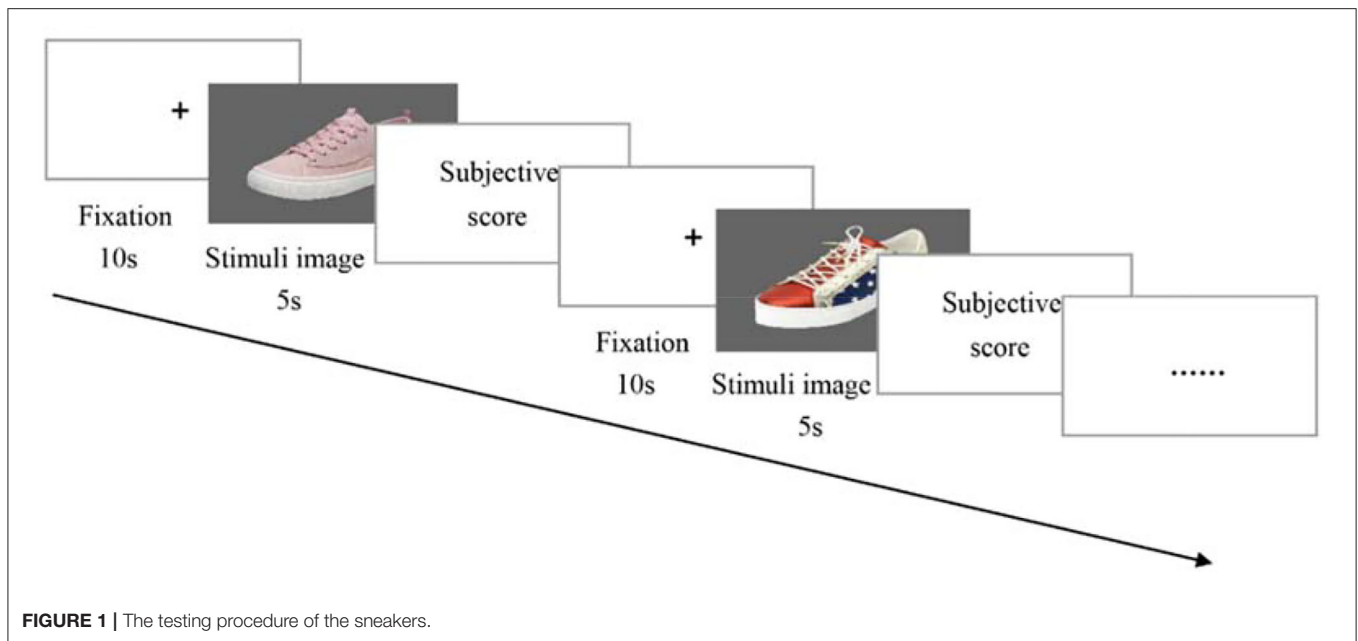 +
Fixation
10s
Stimuli image
5s
Subjective
score
+
Fixation
10s
Stimuli image
5s
Subjective
score
......
FIGURE 1 | The testing procedure of the sneakers.